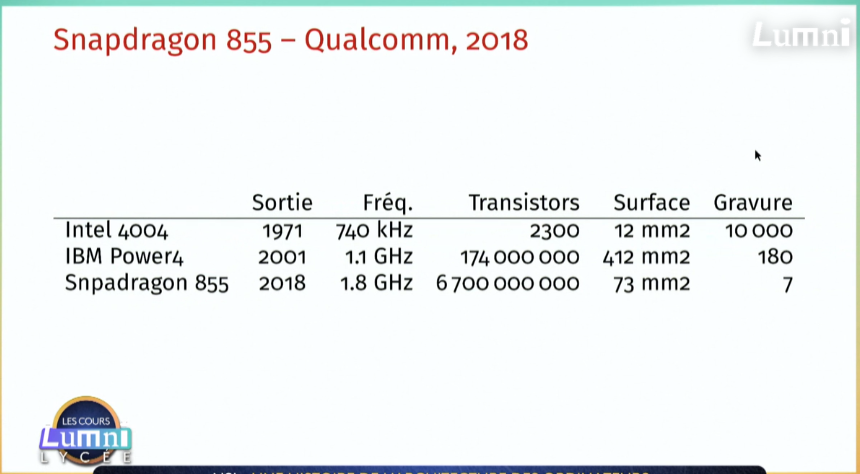 Snapdragon 855 – Qualcomm, 2018
Lumni
Sortie Fréq. Transistors Surface Gravure
Intel 4004 1971 740 kHz 2300 12 mm2 10 000
IBM Power4 2001 1.1 GHz 174 000 000 412 mm2 180
Snpadragon 855 2018 1.8 GHz 6 700 000 000 73 mm2 7
LES COURS
Lumni
LYCÉE